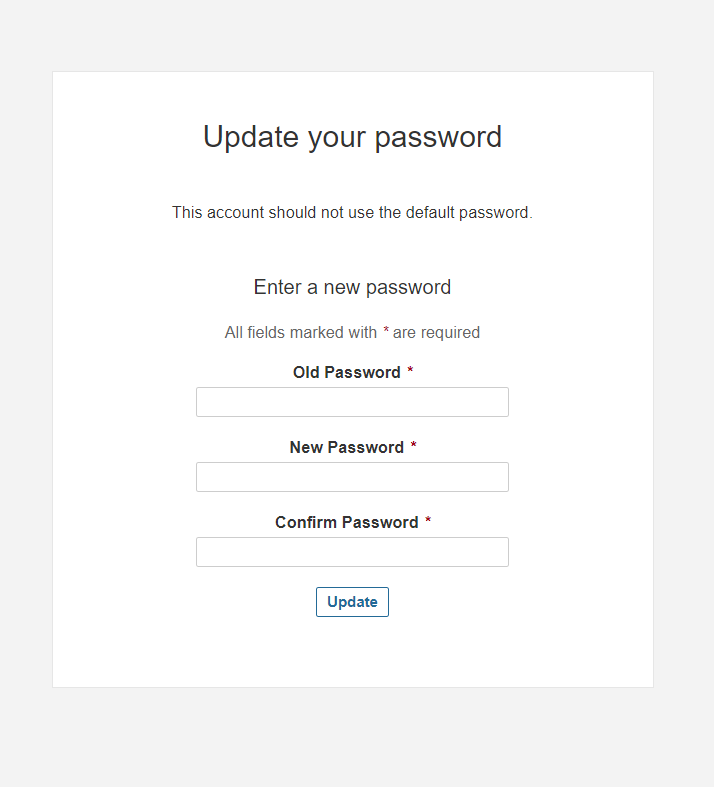 Update your password
This account should not use the default password.
Enter a new password
All fields marked with * are required
Old Password *
New Password *
Confirm Password *
Update